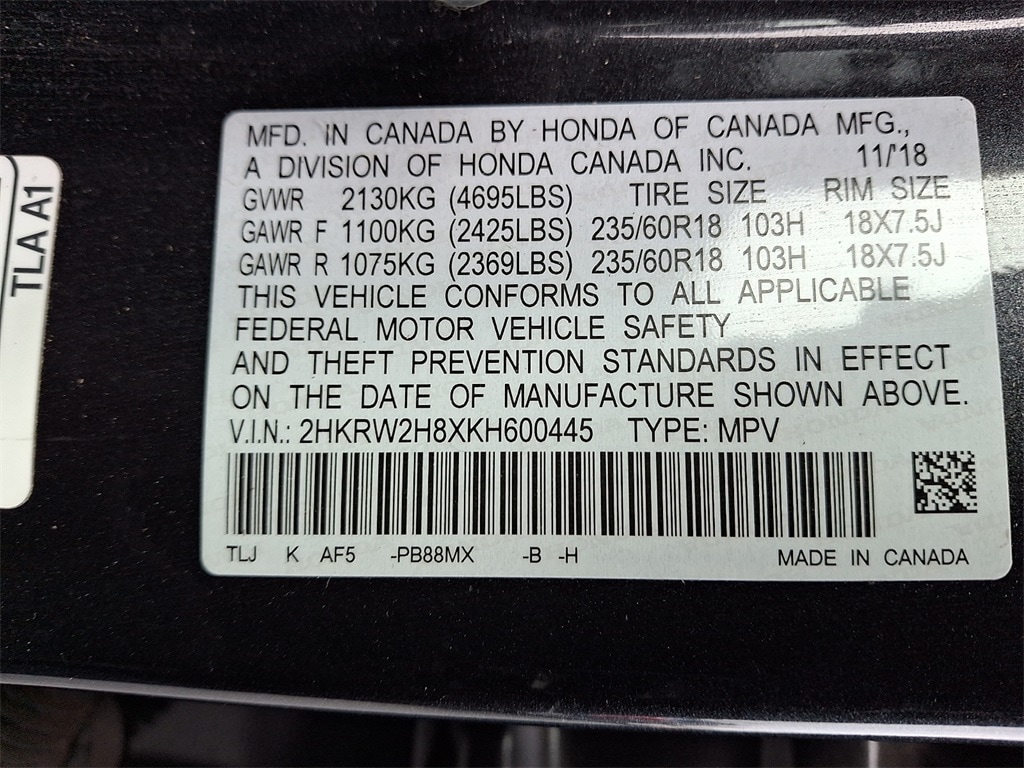 TLA A1
MFD. IN CANADA BY HONDA OF CANADA MFG.,
A DIVISION OF HONDA CANADA INC. 11/'18
GVWR 2130KG (4695LBS) TIRE SIZE RIM SIZE
GAWR F 1100KG (2425LBS) 235/60R18 103H 18X7.5J
GAWR R 1075KG (2369LBS) 235/60R18 103H 18X7.5J
THIS VEHICLE CONFORMS TO ALL APPLICABLE
FEDERAL MOTOR VEHICLE SAFETY
AND THEFT PREVENTION STANDARDS IN EFFECT
ON THE DATE OF MANUFACTURE SHOWN ABOVE.
V.I.N.: 2HKRW2H8XKH600445 TYPE: MPV
TLJ K AF5 -PB88MX -B -H MADE IN CANADA